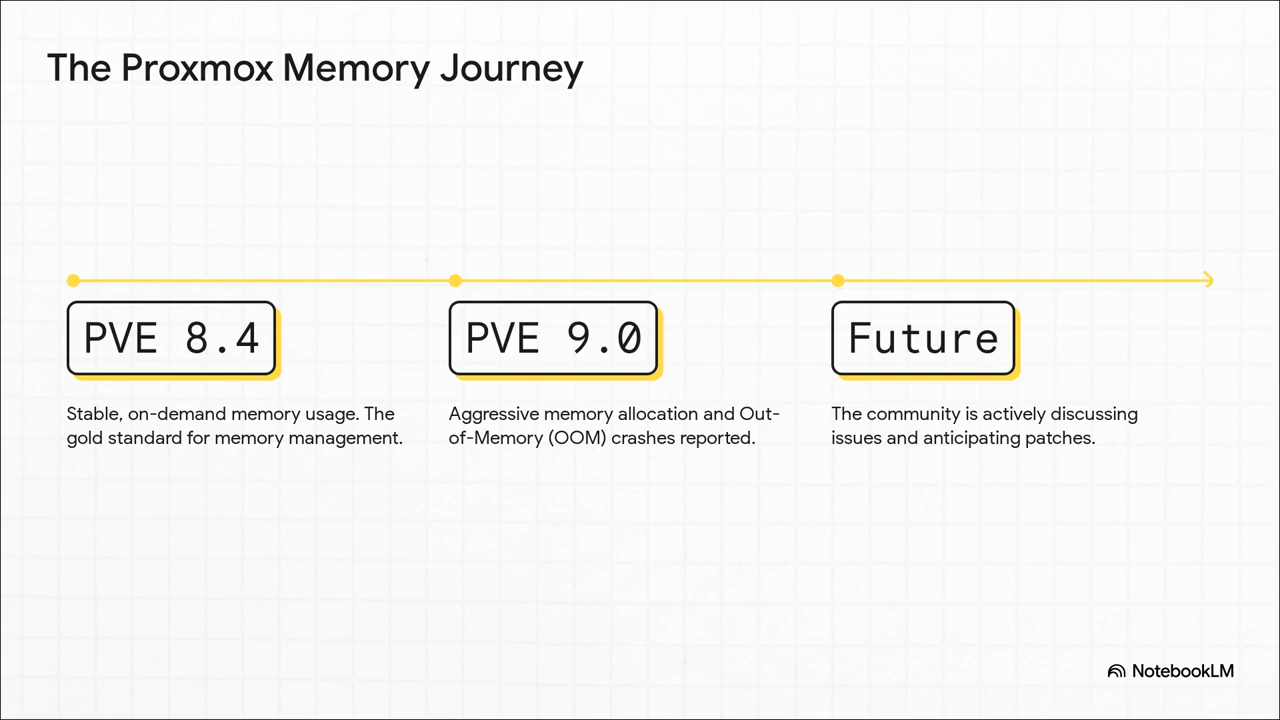 The Proxmox Memory Journey
PVE 8.4
Stable, on-demand memory usage. The
gold standard for memory management.
PVE 9.0
Aggressive memory allocation and Out-
of-Memory (OOM) crashes reported.
Future
The community is actively discussing
issues and anticipating patches.
NotebookLM